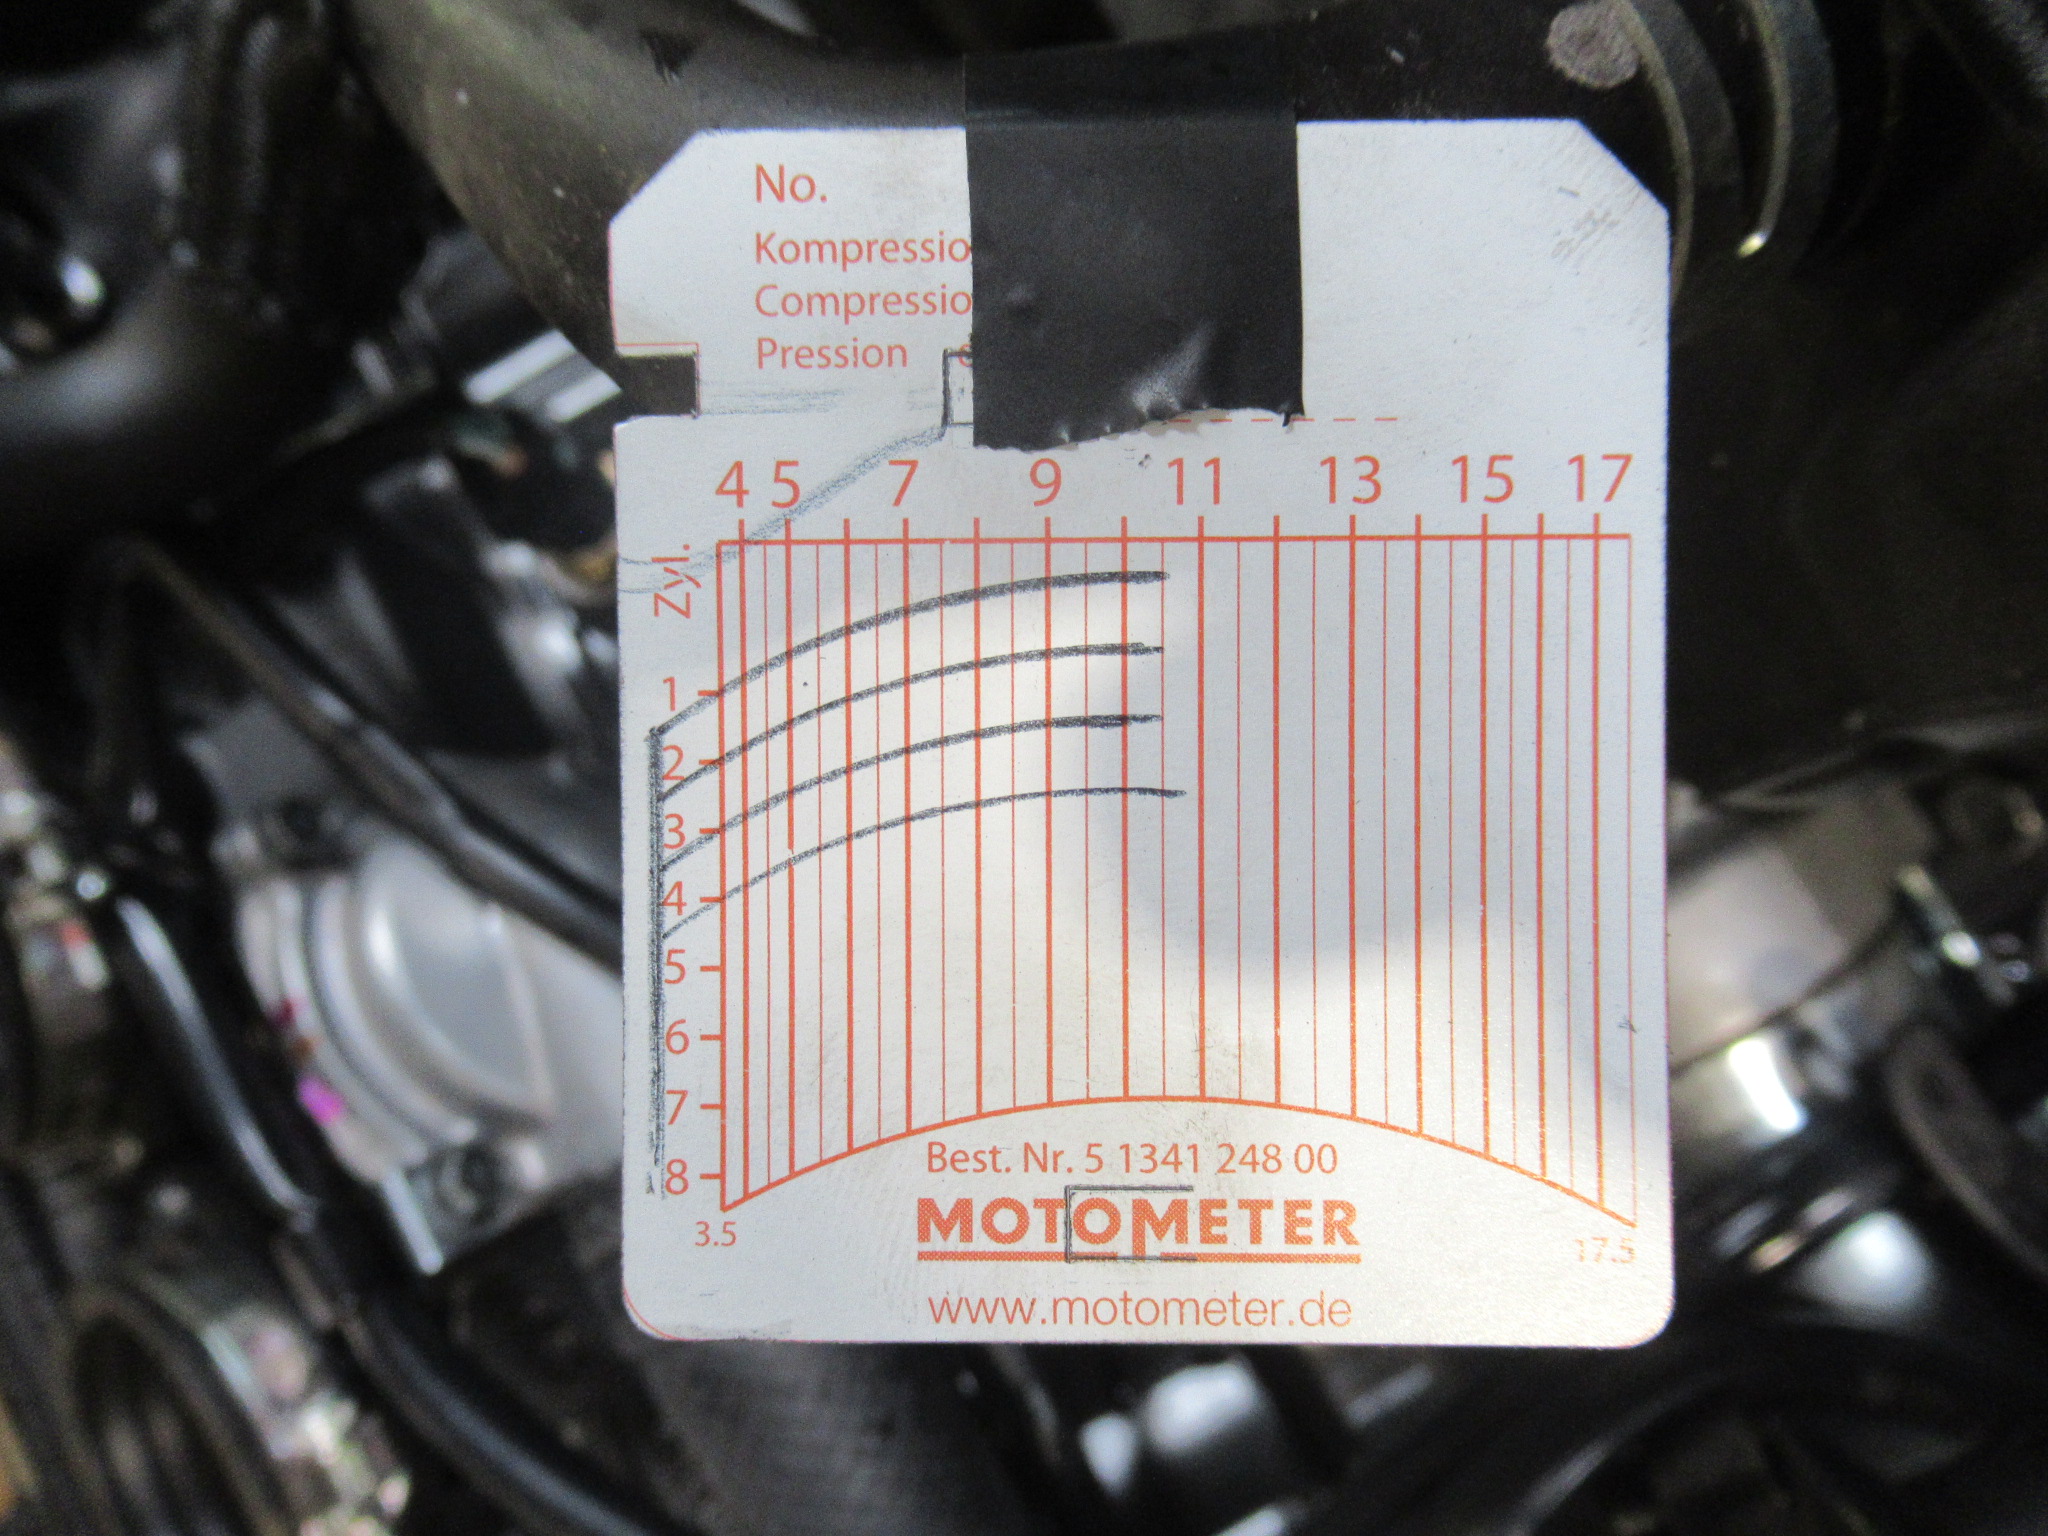 No.
Kompressio
Compressio
Pression
4 5 7 9 11 13 15 17
Zyl.
1
2
3
4
5
6
7
8
3.5
17.5
Best. Nr. 5 1341 248 00
MOTOMETER
www.motometer.de